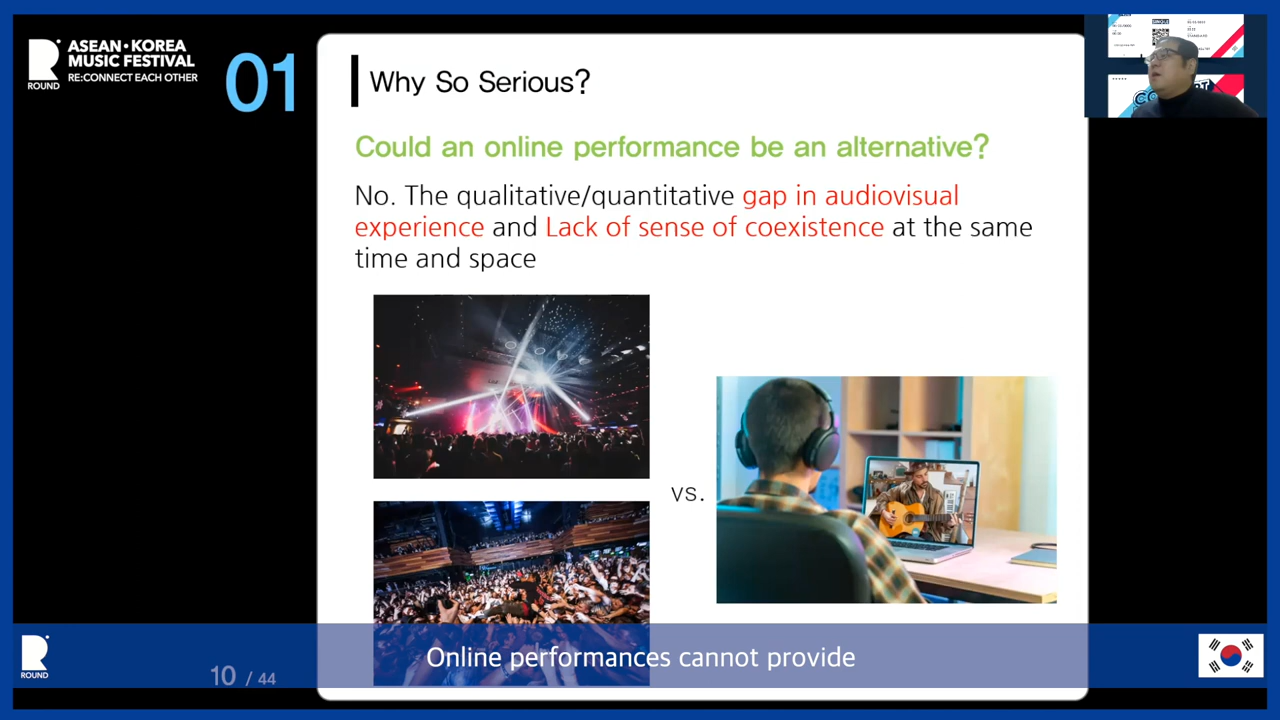 R
ROUND
ASEAN · KOREA
MUSIC FESTIVAL
RE:CONNECT EACH OTHER
01
Why So Serious?
Could an online performance be an alternative?
No. The qualitative/quantitative gap in audiovisual
experience and Lack of sense of coexistence at the same
time and space
vs.
Online performances cannot provide
R
ROUND
10 / 44